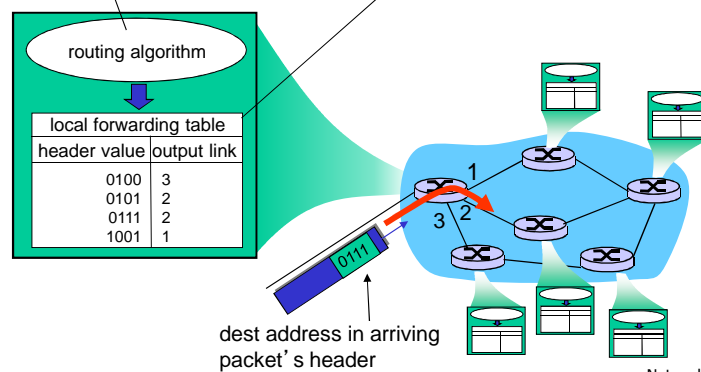 routing algorithm
local forwarding table
header value output link
0100 3
0101 2
0111 2
1001 1
1
2
3
0111
dest address in arriving
packet's header